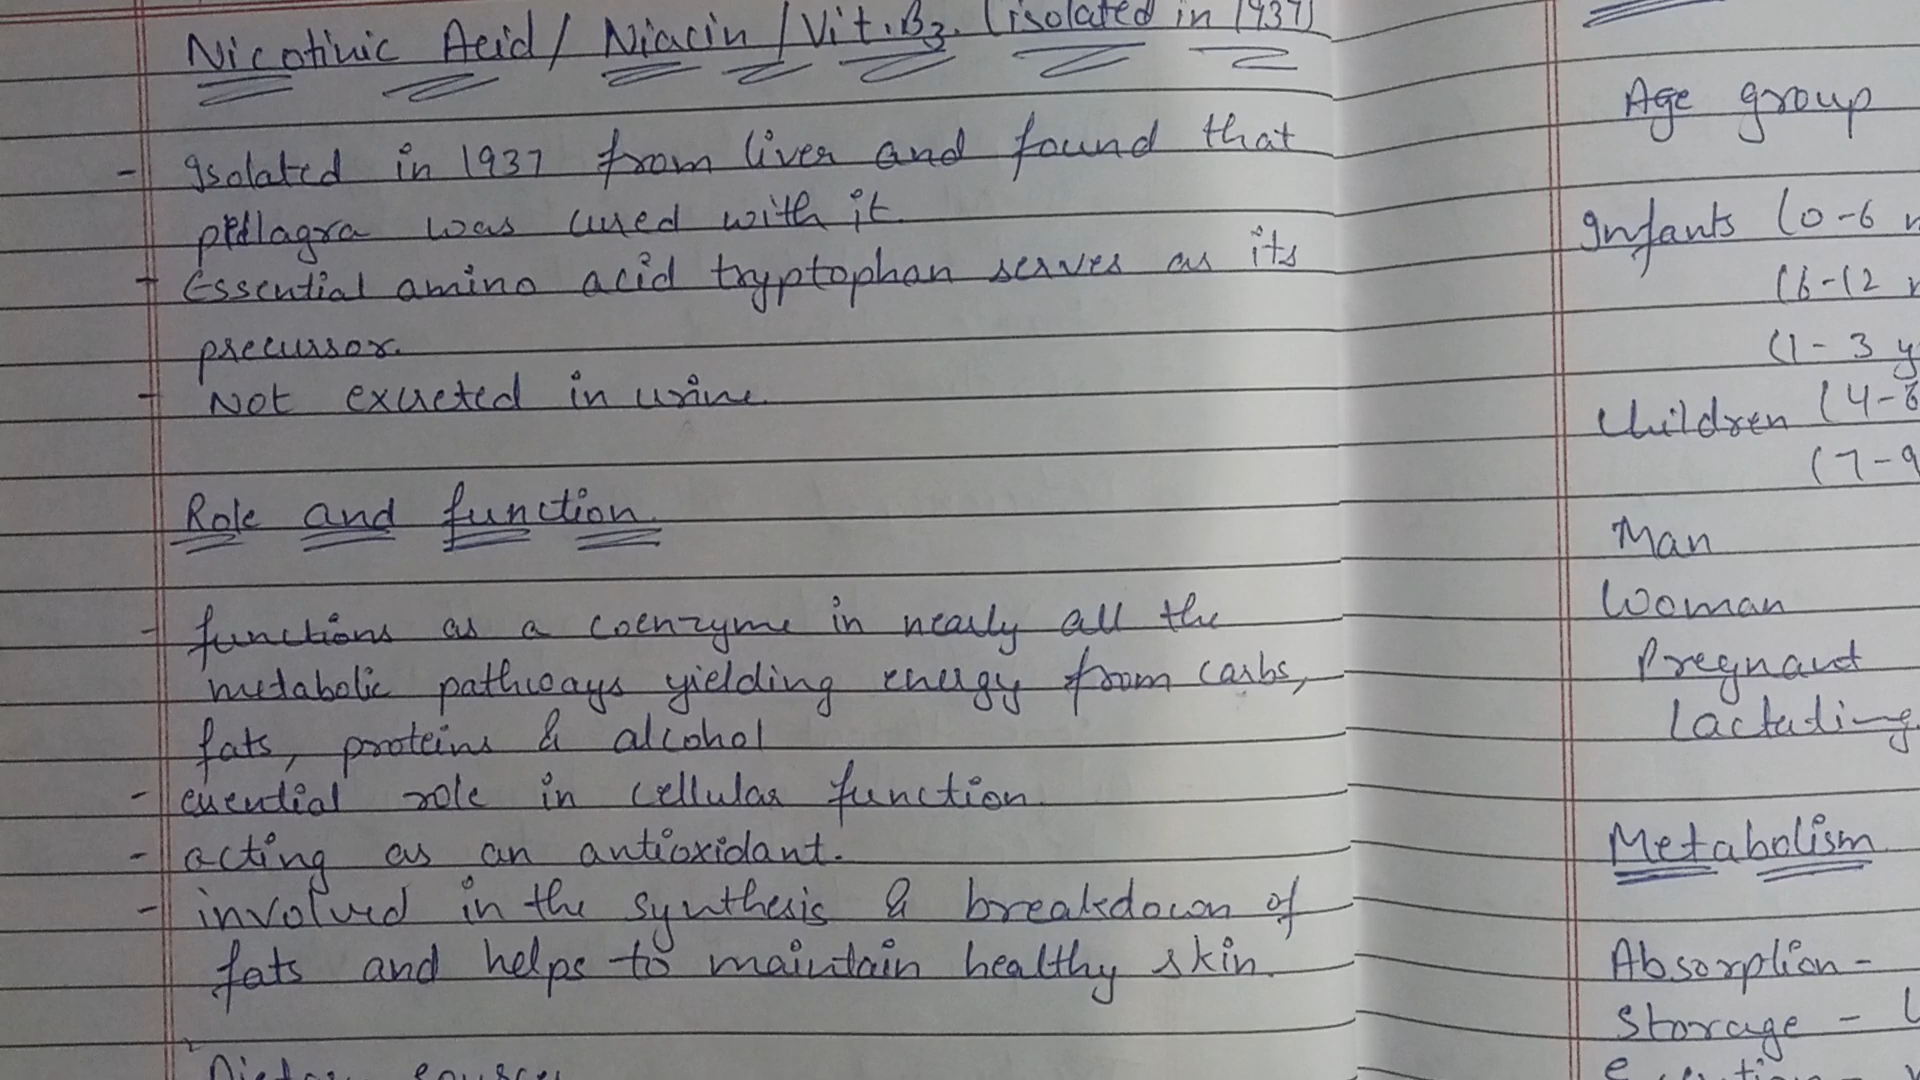 Nicotinic Acid / Niacin / Vit. B3. (isolated in 1937)
- Isolated in 1937 from liver and found that
pellagra was cured with it.
- Essential amino acid tryptophan serves as its
precursor.
- Not excreted in urine.
Role and function.
- functions as a coenzyme in nearly all the
metabolic pathways yielding energy from carbs,
fats, proteins & alcohol
- essential role in cellular function.
- acting as an antioxidant.
- involved in the synthesis & breakdown of
fats and helps to maintain healthy skin.
Dietary sources
Age group
Infants (0-6
(6-12
(1-3 y
Children (4-6
(7-9
Man
Woman
Pregnant
Lactating
Metabolism
Absorption -
Storage -